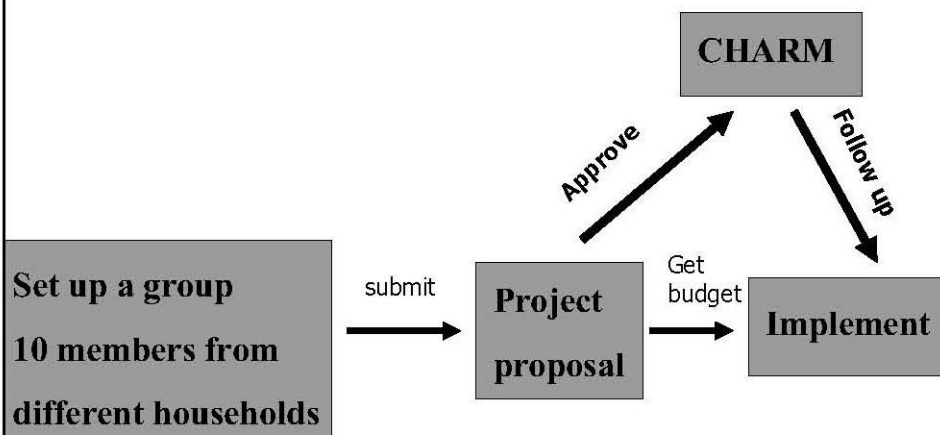 CHARM
Approve
Follow up
Set up a group
10 members from
different households
submit
Project
proposal
Get
budget
Implement